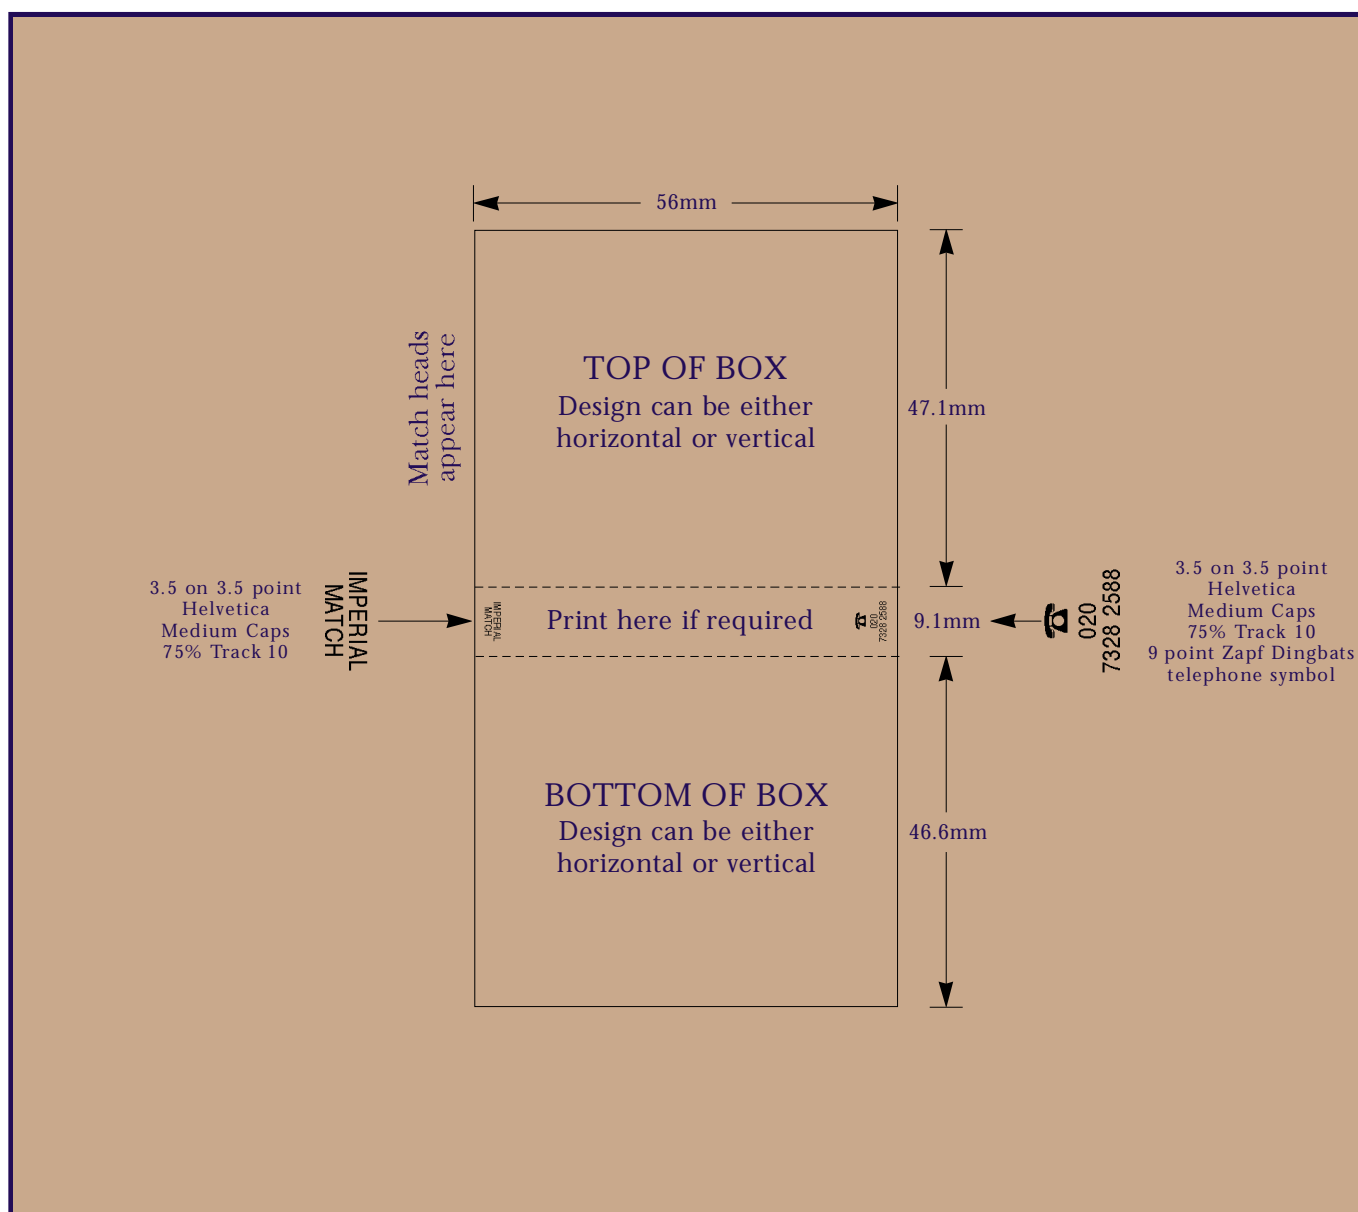 56mm
Match heads
appear here
TOP OF BOX
Design can be either
horizontal or vertical
47.1mm
3.5 on 3.5 point
Helvetica
Medium Caps
75% Track 10
IMPERIAL
MATCH
IMPERIAL
MATCH
Print here if required
020
7328 2588
9.1mm
020
7328 2588
3.5 on 3.5 point
Helvetica
Medium Caps
75% Track 10
9 point Zapf Dingbats
telephone symbol
BOTTOM OF BOX
Design can be either
horizontal or vertical
46.6mm